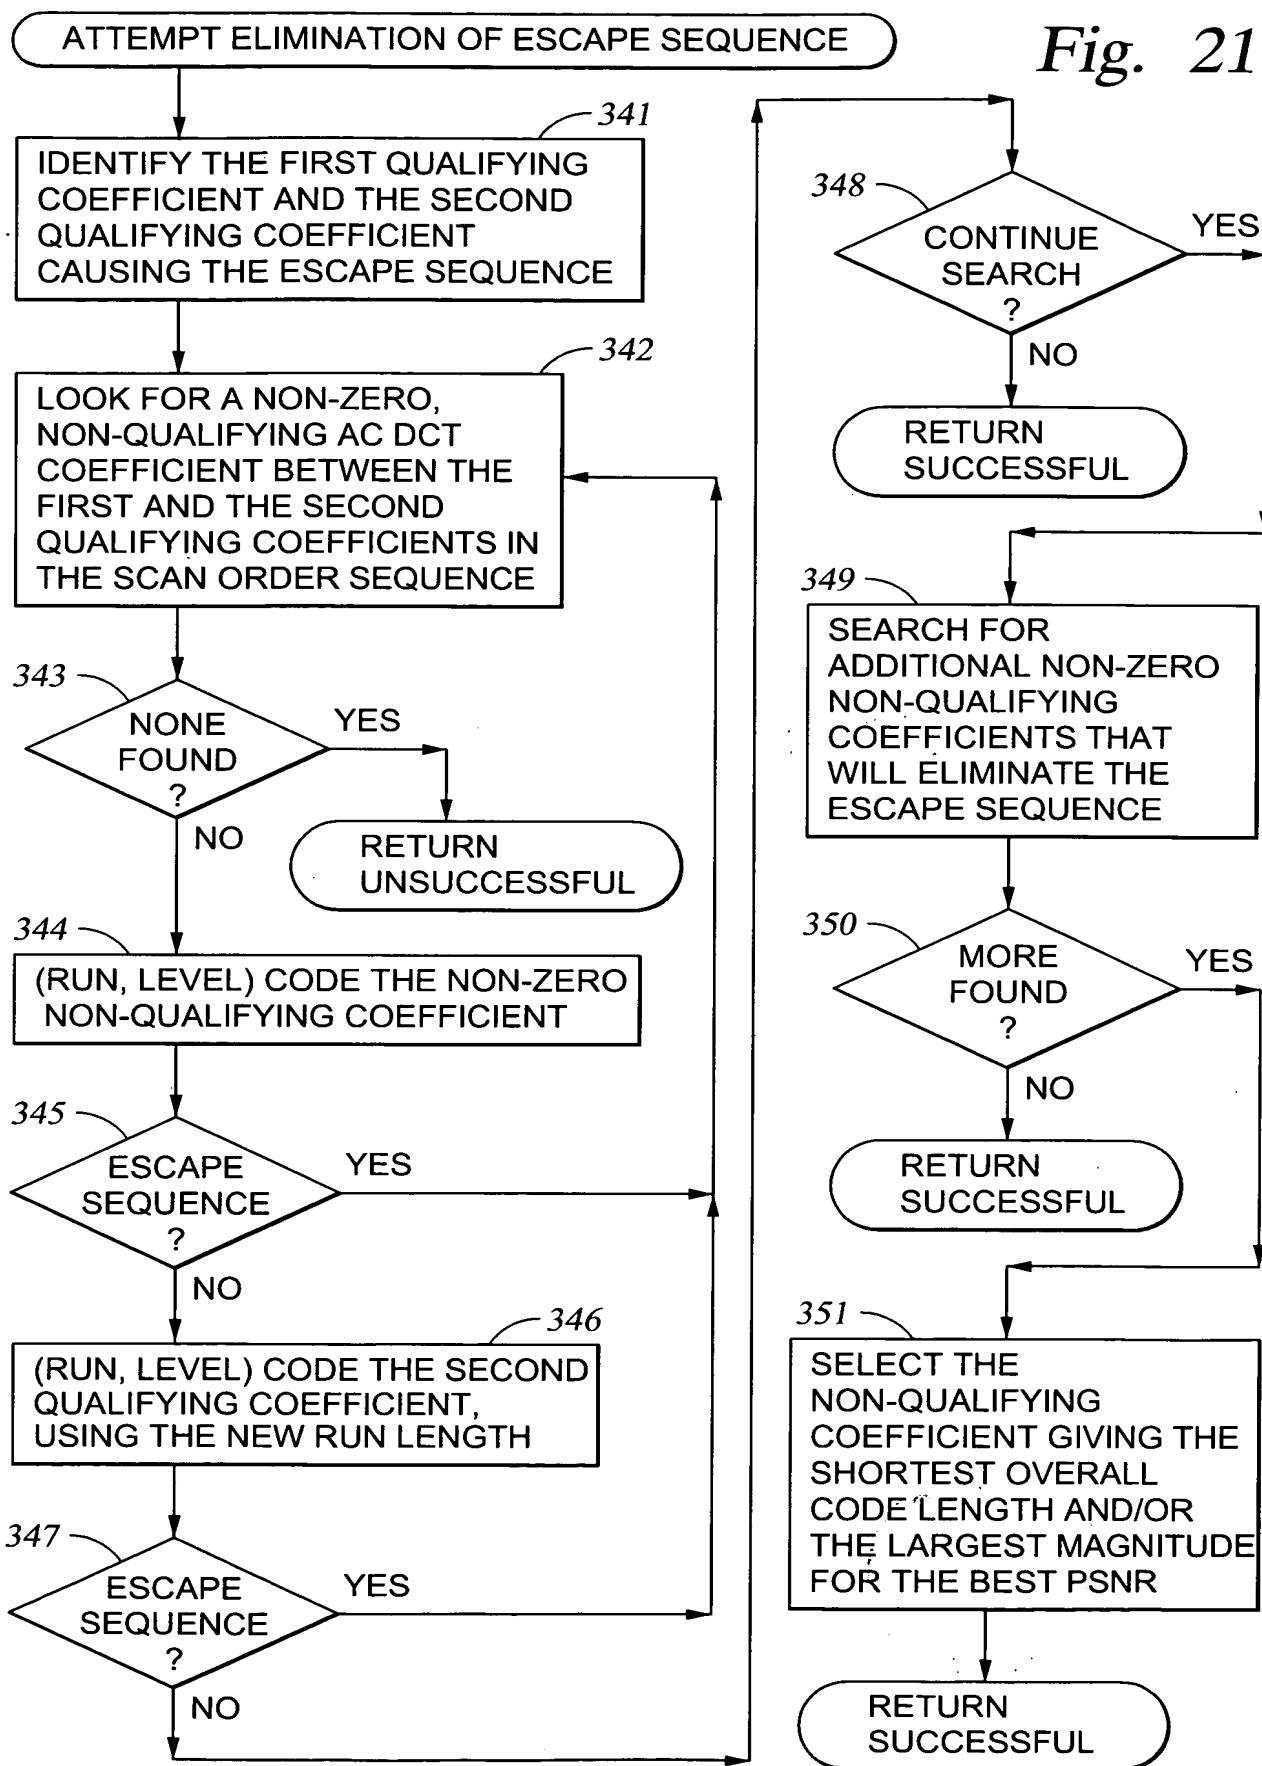 ATTEMPT ELIMINATION OF ESCAPE SEQUENCE
Fig. 21
341
IDENTIFY THE FIRST QUALIFYING
COEFFICIENT AND THE SECOND
QUALIFYING COEFFICIENT
CAUSING THE ESCAPE SEQUENCE
342
LOOK FOR A NON-ZERO,
NON-QUALIFYING AC DCT
COEFFICIENT BETWEEN THE
FIRST AND THE SECOND
QUALIFYING COEFFICIENTS IN
THE SCAN ORDER SEQUENCE
343
NONE
FOUND
?
YES
NO
RETURN
UNSUCCESSFUL
344
(RUN, LEVEL) CODE THE NON-ZERO
NON-QUALIFYING COEFFICIENT
345
ESCAPE
SEQUENCE
?
YES
NO
346
(RUN, LEVEL) CODE THE SECOND
QUALIFYING COEFFICIENT,
USING THE NEW RUN LENGTH
347
ESCAPE
SEQUENCE
?
YES
NO
348
CONTINUE
SEARCH
?
YES
NO
RETURN
SUCCESSFUL
349
SEARCH FOR
ADDITIONAL NON-ZERO
NON-QUALIFYING
COEFFICIENTS THAT
WILL ELIMINATE THE
ESCAPE SEQUENCE
350
MORE
FOUND
?
YES
NO
RETURN
SUCCESSFUL
351
SELECT THE
NON-QUALIFYING
COEFFICIENT GIVING THE
SHORTEST OVERALL
CODE LENGTH AND/OR
THE LARGEST MAGNITUDE
FOR THE BEST PSNR
RETURN
SUCCESSFUL